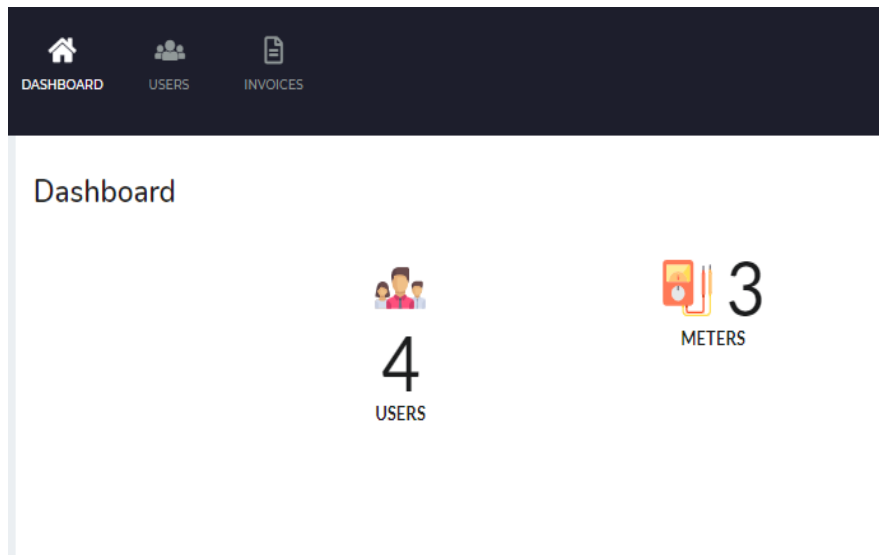 DASHBOARD USERS INVOICES
Dashboard
4
USERS
3
METERS